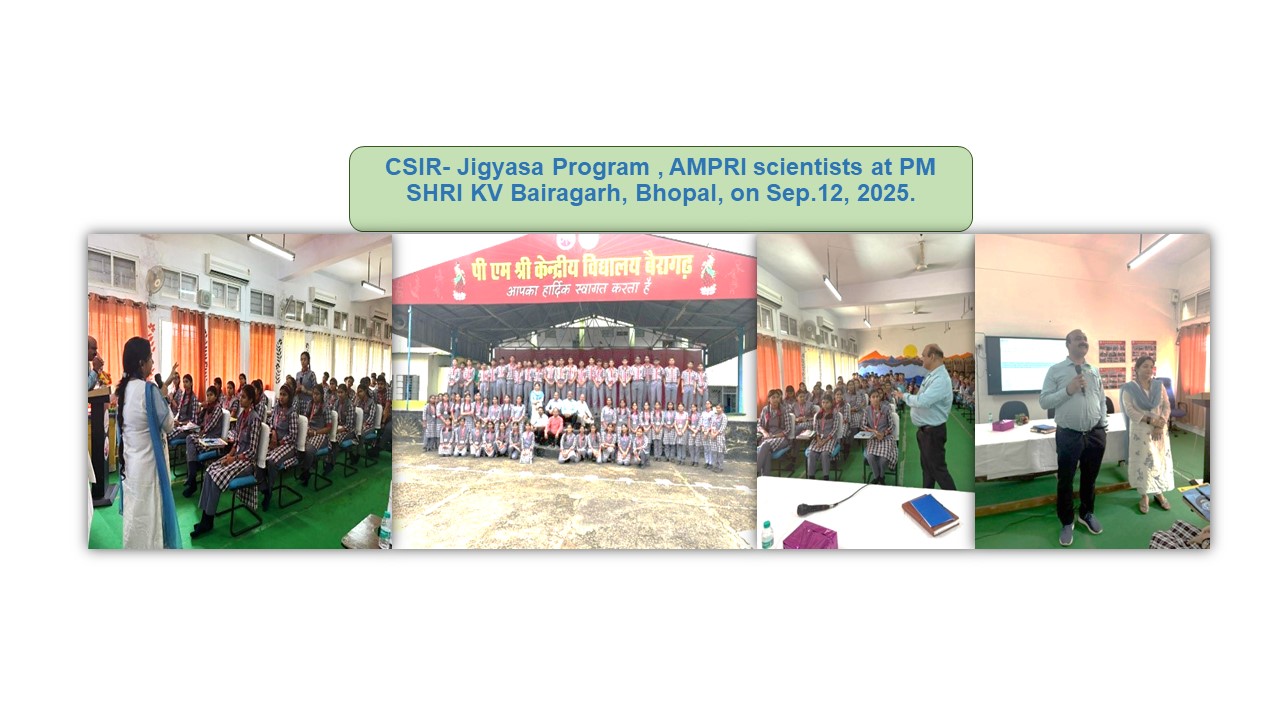 CSIR- Jigyasa Program , AMPRI scientists at PM
SHRI KV Bairagarh, Bhopal, on Sep.12, 2025.
पी एम श्री केन्द्रीय विद्यालय बैरागढ़
आपका हार्दिक स्वागत करता है